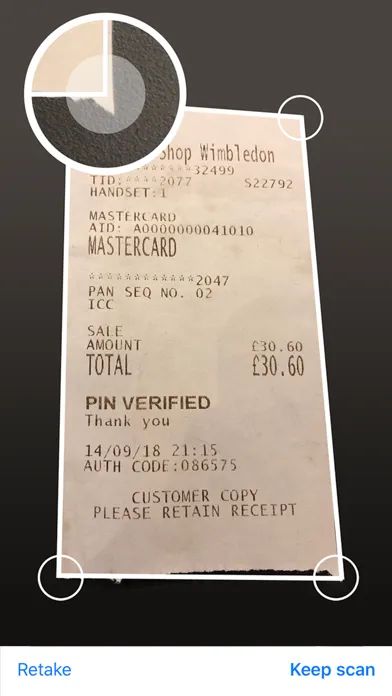 Shop Wimbledon
********32499
TID:****2077 S22792
HANDSET:1
MASTERCARD
AID: A0000000041010
MASTERCARD
************2047
PAN SEQ NO. 02
ICC
SALE
AMOUNT £30.60
TOTAL £30.60
PIN VERIFIED
Thank you
14/09/18 21:15
AUTH CODE:086575
CUSTOMER COPY
PLEASE RETAIN RECEIPT
Retake Keep scan